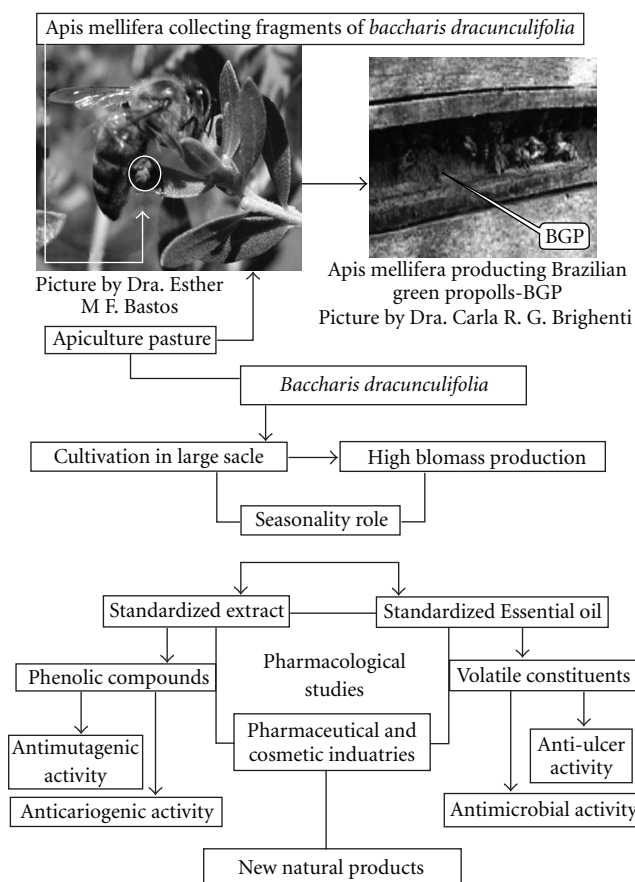 Apis mellifera collecting fragments of baccharis dracunculifolia
BGP
Picture by Dra. Esther
M F. Bastos
Apis mellifera producting Brazilian
green propolls-BGP
Picture by Dra. Carla R. G. Brighenti
Apiculture pasture
Baccharis dracunculifolia
Cultivation in large sacle
High biomass production
Seasonality role
Standardized extract
Standardized Essential oil
Phenolic compounds
Pharmacological
studies
Volatile constituents
Antimutagenic
activity
Pharmaceutical and
cosmetic induatries
Anti-ulcer
activity
Anticariogenic activity
Antimicrobial activity
New natural products